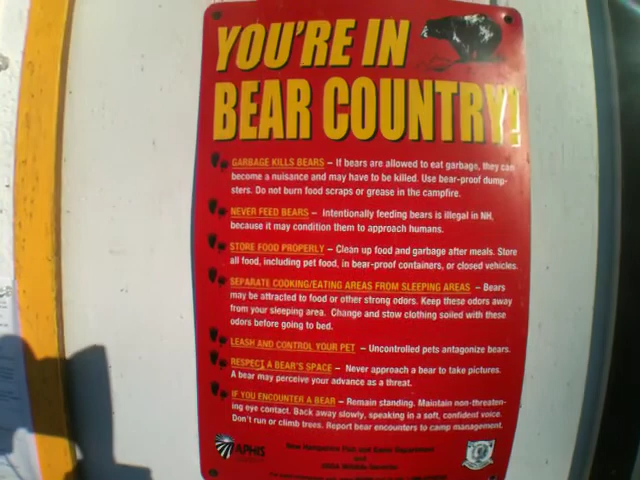 YOU'RE IN
BEAR COUNTRY!
GARBAGE KILLS BEARS – If bears are allowed to eat garbage, they can
become a nuisance and may have to be killed. Use bear-proof dump-
sters. Do not burn food scraps or grease in the campfire.
NEVER FEED BEARS – Intentionally feeding bears is illegal in NH,
because it may condition them to approach humans.
STORE FOOD PROPERLY – Clean up food and garbage after meals. Store
all food, including pet food, in bear-proof containers, or closed vehicles.
SEPARATE COOKING/EATING AREAS FROM SLEEPING AREAS – Bears
may be attracted to food or other strong odors. Keep these odors away
from your sleeping area. Change and stow clothing soiled with these
odors before going to bed.
LEASH AND CONTROL YOUR PET – Uncontrolled pets antagonize bears.
RESPECT A BEAR'S SPACE – Never approach a bear to take pictures.
A bear may perceive your advance as a threat.
IF YOU ENCOUNTER A BEAR – Remain standing. Maintain non-threaten-
ing eye contact. Back away slowly, speaking in a soft, confident voice.
Don't run or climb trees. Report bear encounters to camp management.
APHIS
New Hampshire Fish and Game Department
and
USDA Wildlife Services